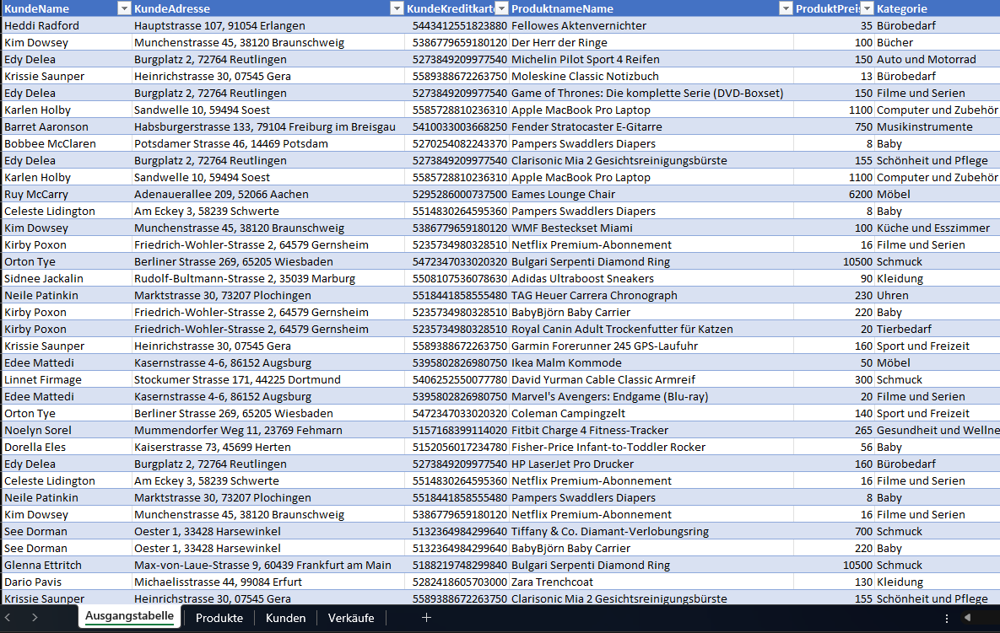 KundeName KundeAdresse KundeKreditkart ProduktnameName ProduktPreis Kategorie
Heddi Radford Hauptstrasse 107, 91054 Erlangen 5443412551823880 Fellowes Aktenvernichter 35 Bürobedarf
Kim Dowsey Munchenstrasse 45, 38120 Braunschweig 5386779659180120 Der Herr der Ringe 100 Bücher
Edy Delea Burgplatz 2, 72764 Reutlingen 5273849209977540 Michelin Pilot Sport 4 Reifen 150 Auto und Motorrad
Krissie Saunper Heinrichstrasse 30, 07545 Gera 5589388672263750 Moleskine Classic Notizbuch 13 Bürobedarf
Edy Delea Burgplatz 2, 72764 Reutlingen 5273849209977540 Game of Thrones: Die komplette Serie (DVD-Boxset) 150 Filme und Serien
Karlen Holby Sandwelle 10, 59494 Soest 5585728810236310 Apple MacBook Pro Laptop 1100 Computer und Zubehör
Barret Aaronson Habsburgerstrasse 133, 79104 Freiburg im Breisgau 5410033003668250 Fender Stratocaster E-Gitarre 750 Musikinstrumente
Bobbee McClaren Potsdamer Strasse 46, 14469 Potsdam 5270254082243370 Pampers Swaddlers Diapers 8 Baby
Edy Delea Burgplatz 2, 72764 Reutlingen 5273849209977540 Clarisonic Mia 2 Gesichtsreinigungsbürste 155 Schönheit und Pflege
Karlen Holby Sandwelle 10, 59494 Soest 5585728810236310 Apple MacBook Pro Laptop 1100 Computer und Zubehör
Ruy McCarry Adenauerallee 209, 52066 Aachen 5295286000737500 Eames Lounge Chair 6200 Möbel
Celeste Lidington Am Eckey 3, 58239 Schwerte 5514830264595360 Pampers Swaddlers Diapers 8 Baby
Kim Dowsey Munchenstrasse 45, 38120 Braunschweig 5386779659180120 WMF Besteckset Miami 100 Küche und Esszimmer
Kirby Poxon Friedrich-Wohler-Strasse 2, 64579 Gernsheim 5235734980328510 Netflix Premium-Abonnement 16 Filme und Serien
Orton Tye Berliner Strasse 269, 65205 Wiesbaden 5472347033020320 Bulgari Serpenti Diamond Ring 10500 Schmuck
Sidnee Jackalin Rudolf-Bultmann-Strasse 2, 35039 Marburg 5508107536078630 Adidas Ultraboost Sneakers 90 Kleidung
Neile Patinkin Marktstrasse 30, 73207 Plochingen 5518441858555480 TAG Heuer Carrera Chronograph 230 Uhren
Kirby Poxon Friedrich-Wohler-Strasse 2, 64579 Gernsheim 5235734980328510 BabyBjörn Baby Carrier 220 Baby
Kirby Poxon Friedrich-Wohler-Strasse 2, 64579 Gernsheim 5235734980328510 Royal Canin Adult Trockenfutter für Katzen 20 Tierbedarf
Krissie Saunper Heinrichstrasse 30, 07545 Gera 5589388672263750 Garmin Forerunner 245 GPS-Laufuhr 160 Sport und Freizeit
Edee Mattedi Kasernstrasse 4-6, 86152 Augsburg 5395802826980750 Ikea Malm Kommode 50 Möbel
Linnet Firmage Stockumer Strasse 171, 44225 Dortmund 5406252550077780 David Yurman Cable Classic Armreif 300 Schmuck
Edee Mattedi Kasernstrasse 4-6, 86152 Augsburg 5395802826980750 Marvel's Avengers: Endgame (Blu-ray) 20 Filme und Serien
Orton Tye Berliner Strasse 269, 65205 Wiesbaden 5472347033020320 Coleman Campingzelt 140 Sport und Freizeit
Noelyn Sorel Mummendorfer Weg 11, 23769 Fehmarn 5157168399114020 Fitbit Charge 4 Fitness-Tracker 265 Gesundheit und Wellne
Dorella Eles Kaiserstrasse 73, 45699 Herten 5152056017234780 Fisher-Price Infant-to-Toddler Rocker 56 Baby
Edy Delea Burgplatz 2, 72764 Reutlingen 5273849209977540 HP LaserJet Pro Drucker 160 Bürobedarf
Celeste Lidington Am Eckey 3, 58239 Schwerte 5514830264595360 Netflix Premium-Abonnement 16 Filme und Serien
Neile Patinkin Marktstrasse 30, 73207 Plochingen 5518441858555480 Pampers Swaddlers Diapers 8 Baby
Kim Dowsey Munchenstrasse 45, 38120 Braunschweig 5386779659180120 Netflix Premium-Abonnement 16 Filme und Serien
See Dorman Oester 1, 33428 Harsewinkel 5132364984299640 Tiffany & Co. Diamant-Verlobungsring 700 Schmuck
See Dorman Oester 1, 33428 Harsewinkel 5132364984299640 BabyBjörn Baby Carrier 220 Baby
Glenna Ettritch Max-von-Laue-Strasse 9, 60439 Frankfurt am Main 5188219748299840 Bulgari Serpenti Diamond Ring 10500 Schmuck
Dario Pavis Michaelisstrasse 44, 99084 Erfurt 5282418605703000 Zara Trenchcoat 130 Kleidung
Krissie Saunper Heinrichstrasse 30, 07545 Gera 5589388672263750 Clarisonic Mia 2 Gesichtsreinigungsbürste 155 Schönheit und Pflege
Ausgangstabelle Produkte Kunden Verkäufe